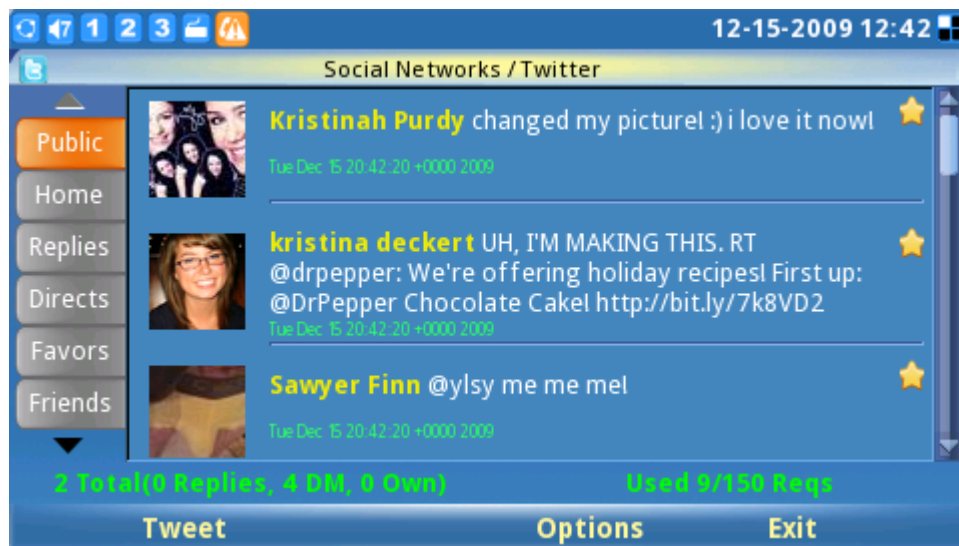 47 1 2 3 12-15-2009 12:42
Social Networks / Twitter
Public
Home
Replies
Directs
Favors
Friends
Kristinah Purdy changed my picture! :) i love it now!
Tue Dec 15 20:42:20 +0000 2009
kristina deckert UH, I'M MAKING THIS. RT
@drpepper: We're offering holiday recipes! First up:
@DrPepper Chocolate Cake! http://bit.ly/7k8VD2
Tue Dec 15 20:42:20 +0000 2009
Sawyer Finn @ylsy me me me!
Tue Dec 15 20:42:20 +0000 2009
2 Total(0 Replies, 4 DM, 0 Own) Used 9/150 Reqs
Tweet Options Exit